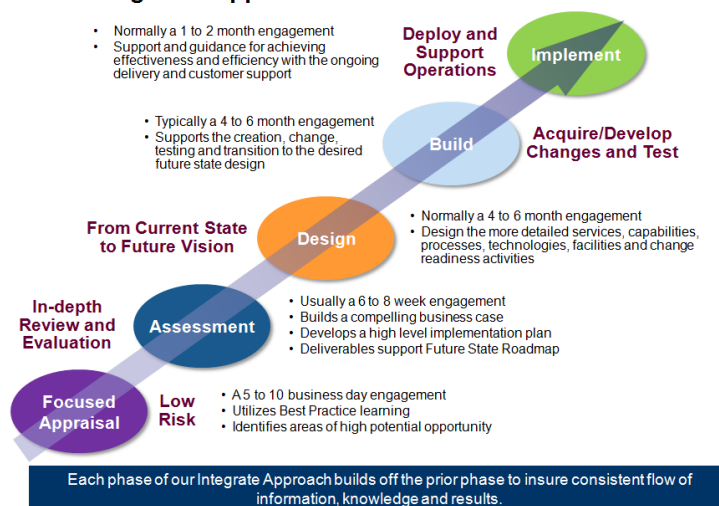 • Normally a 1 to 2 month engagement
• Support and guidance for achieving
effectiveness and efficiency with the ongoing
delivery and customer support
Deploy and
Support
Operations
Implement
• Typically a 4 to 6 month engagement
• Supports the creation, change,
testing and transition to the desired
future state design
Build
Acquire/Develop
Changes and Test
From Current State
to Future Vision
Design
• Normally a 4 to 6 month engagement
• Design the more detailed services, capabilities,
processes, technologies, facilities and change
readiness activities
In-depth
Review and
Evaluation
Assessment
• Usually a 6 to 8 week engagement
• Builds a compelling business case
• Develops a high level implementation plan
• Deliverables support Future State Roadmap
Focused
Appraisal
Low
Risk
• A 5 to 10 business day engagement
• Utilizes Best Practice learning
• Identifies areas of high potential opportunity
Each phase of our Integrate Approach builds off the prior phase to insure consistent flow of
information, knowledge and results.